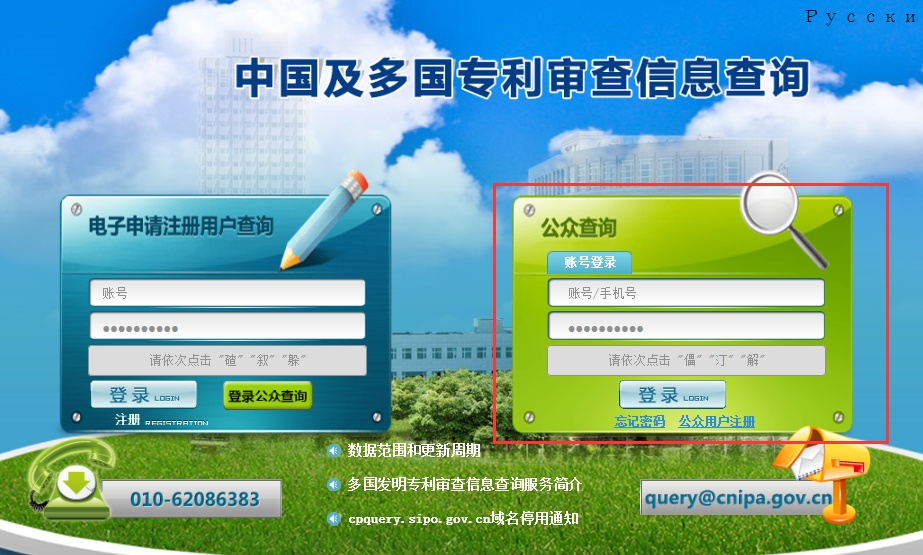 Русски
中国及多国专利审查信息查询
电子申请注册用户查询
账号
请依次点击 "磕" "叙" "躲"
登录 LOGIN
登录公众查询
注册 REGISTRATION
公众查询
账号登录
账号/手机号
请依次点击 "偘" "汀" "解"
登录 LOGIN
忘记密码 公众用户注册
数据范围和更新周期
多国发明专利审查信息查询服务简介
cpquery.sipo.gov.cn域名停用通知
010-62086383
query@cnipa.gov.cn